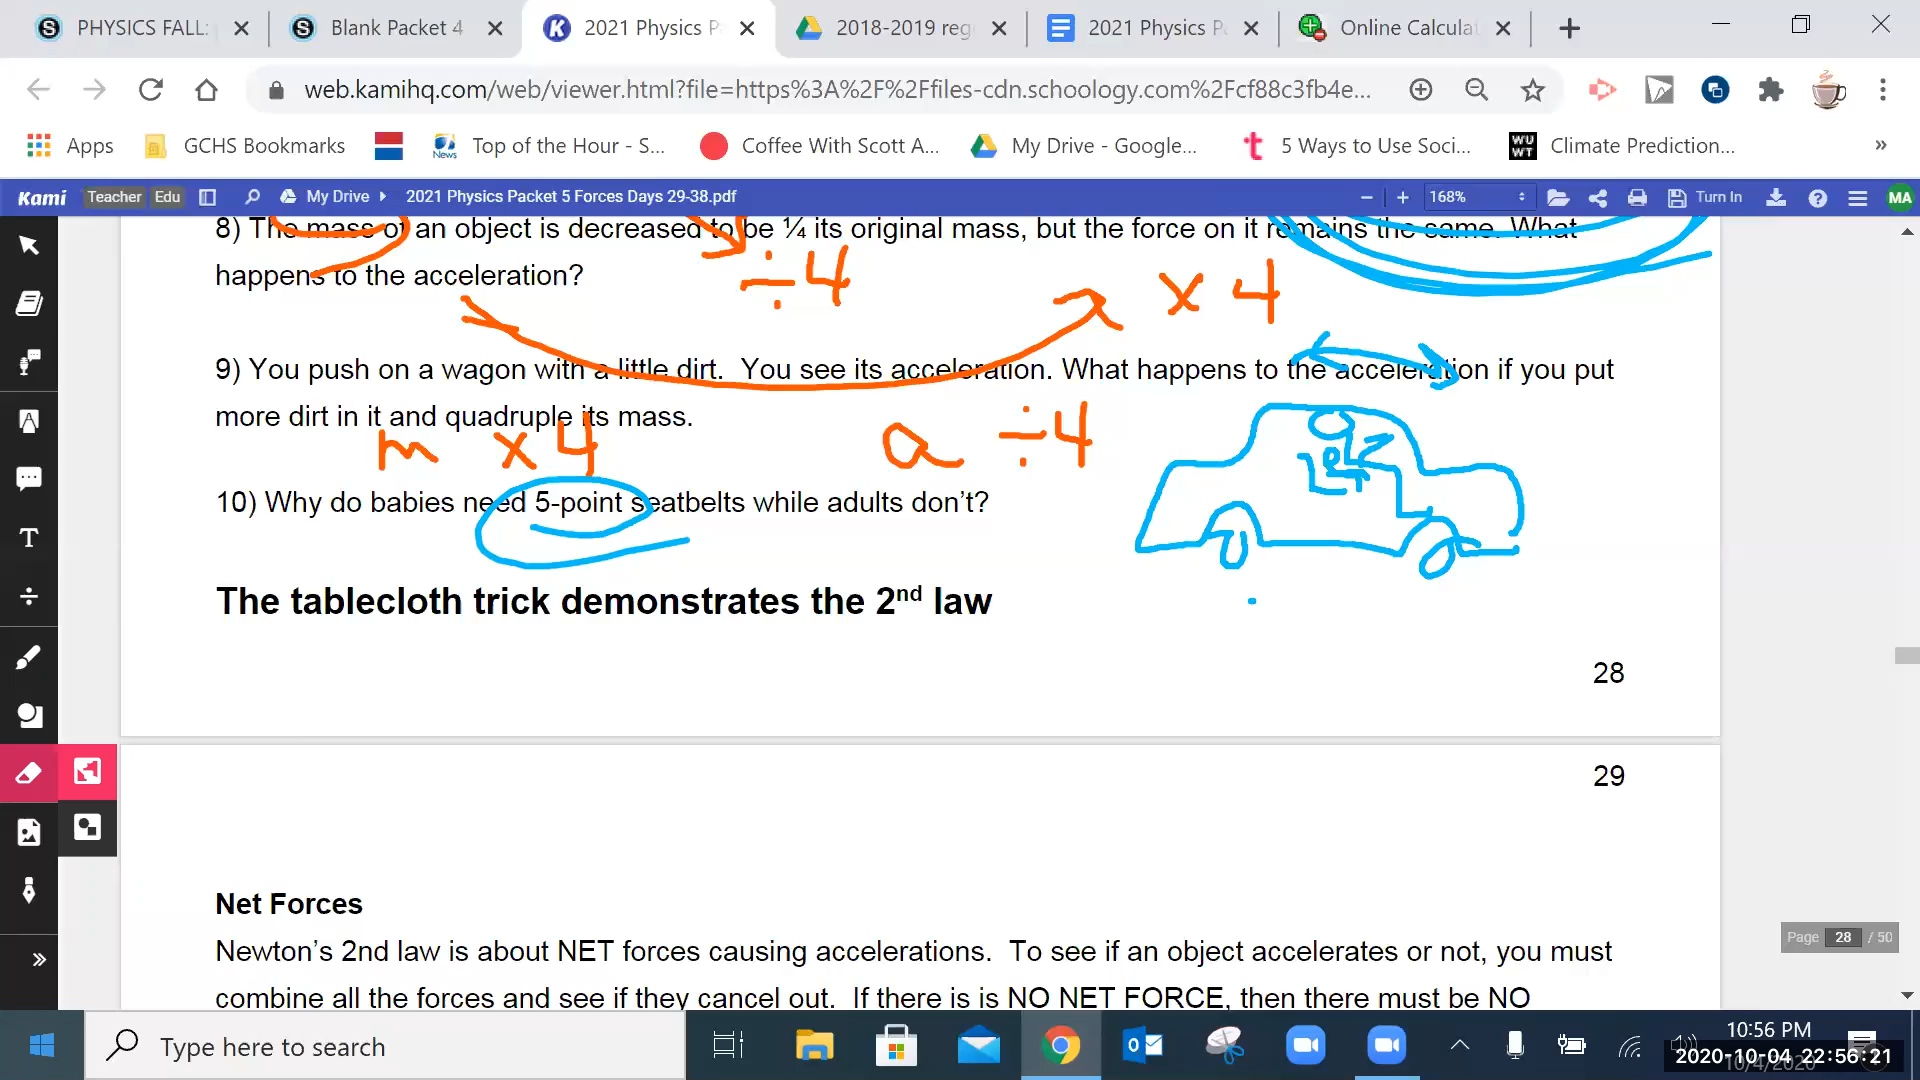 PHYSICS FALL:
Blank Packet 4
2021 Physics P
2018-2019 reg
2021 Physics P
Online Calculat
web.kamihq.com/web/viewer.html?file=https%3A%2F%2Ffiles-cdn.schoology.com%2Fcf88c3fb4e...
Apps
GCHS Bookmarks
News
Top of the Hour - S...
Coffee With Scott A...
My Drive - Google...
5 Ways to Use Soci...
WU WT
Climate Prediction...
»
Kami
Teacher
Edu
My Drive
2021 Physics Packet 5 Forces Days 29-38.pdf
168%
Turn In
MA
8) The mass of an object is decreased to be ¼ its original mass, but the force on it remains the same. What
happens to the acceleration?
÷4
x 4
9) You push on a wagon with a little dirt. You see its acceleration. What happens to the acceleration if you put
more dirt in it and quadruple its mass.
m x 4
a ÷4
10) Why do babies need 5-point seatbelts while adults don't?
The tablecloth trick demonstrates the 2nd law
28
29
Net Forces
Newton's 2nd law is about NET forces causing accelerations. To see if an object accelerates or not, you must
combine all the forces and see if they cancel out. If there is is NO NET FORCE, then there must be NO
Page 28 / 50
Type here to search
10:56 PM
2020-10-04 22:56:21